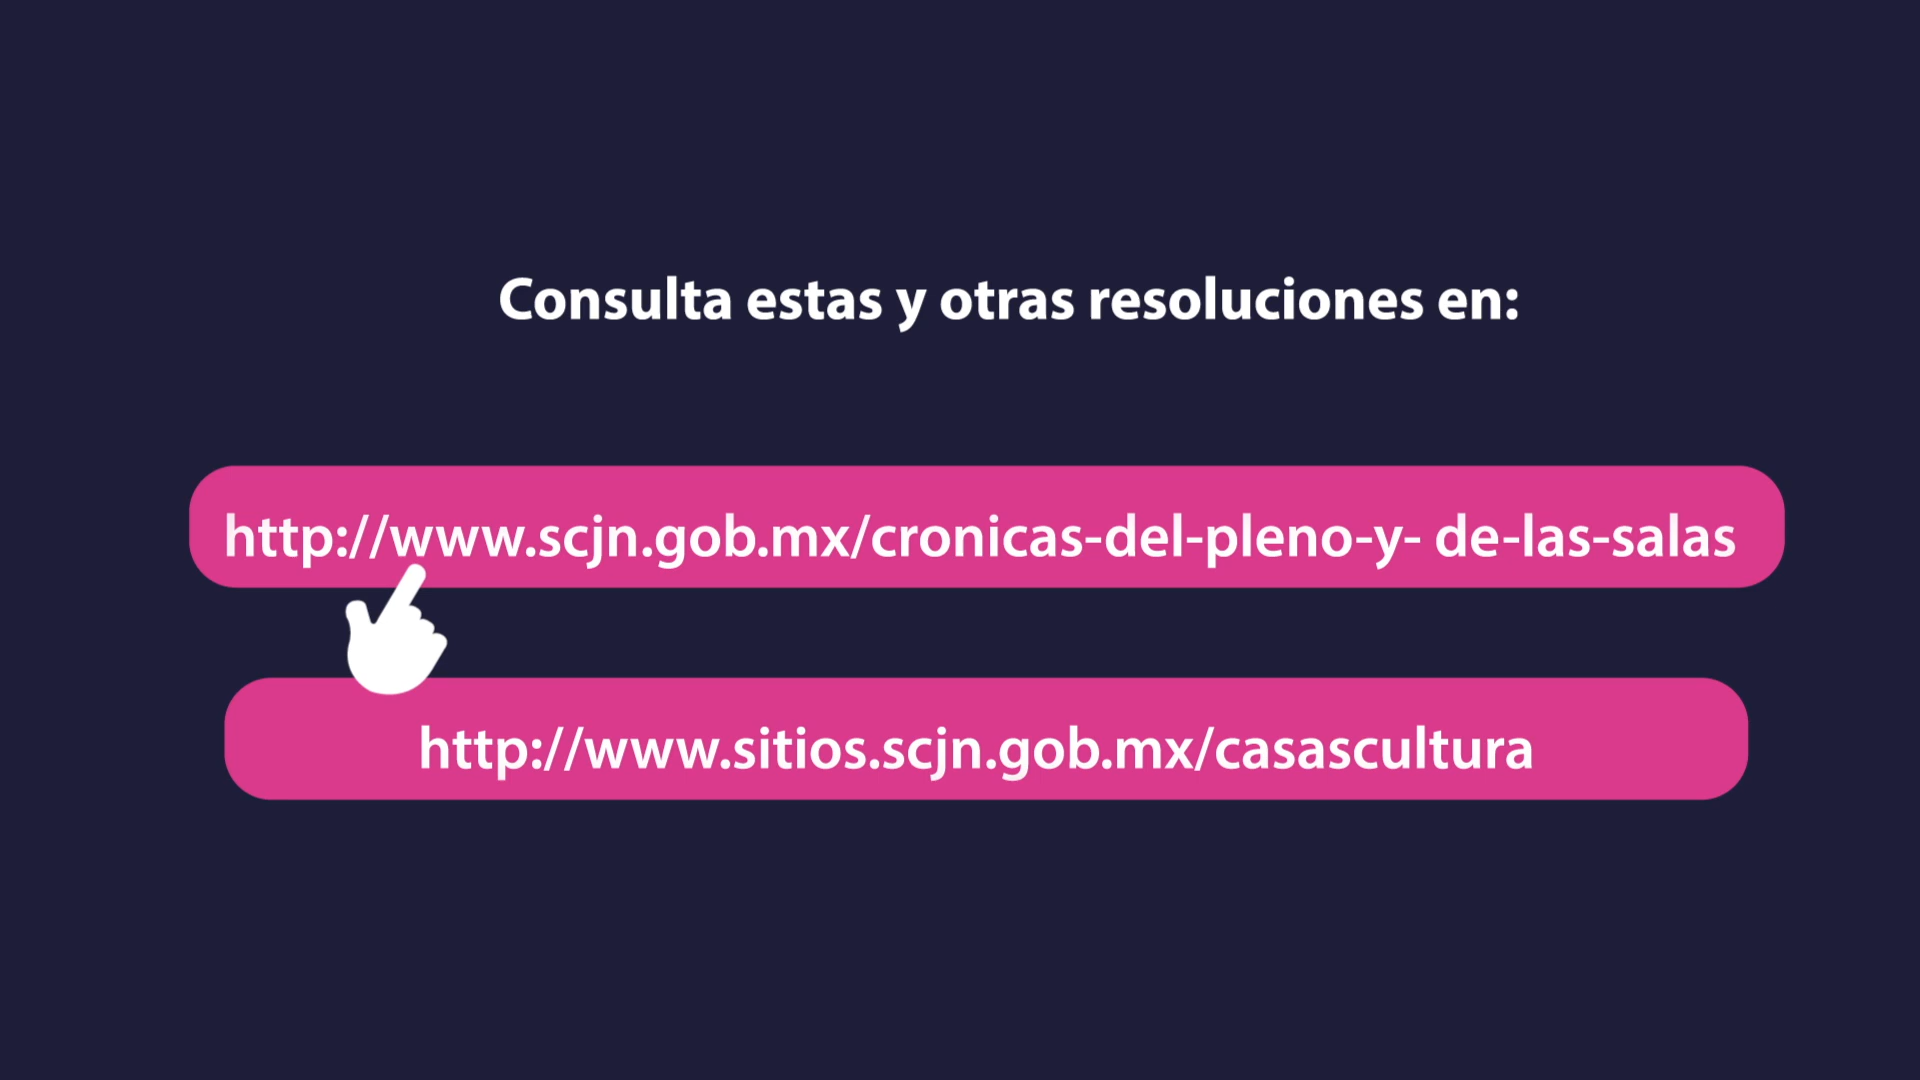 Consulta estas y otras resoluciones en:
http://www.scjn.gob.mx/cronicas-del-pleno-y- de-las-salas
http://www.sitios.scjn.gob.mx/casascultura